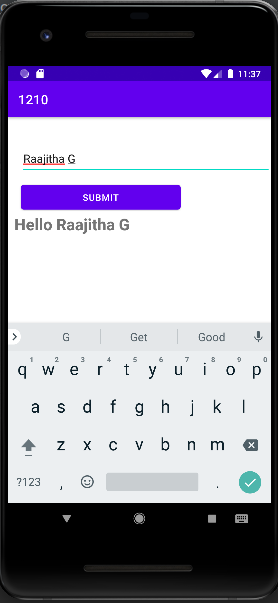 11:37
1210
Raajitha G
SUBMIT
Hello Raajitha G
G Get Good
1 2 3 4 5 6 7 8 9 0
q w e r t y u i o p
a s d f g h j k l
z x c v b n m
?123 , .